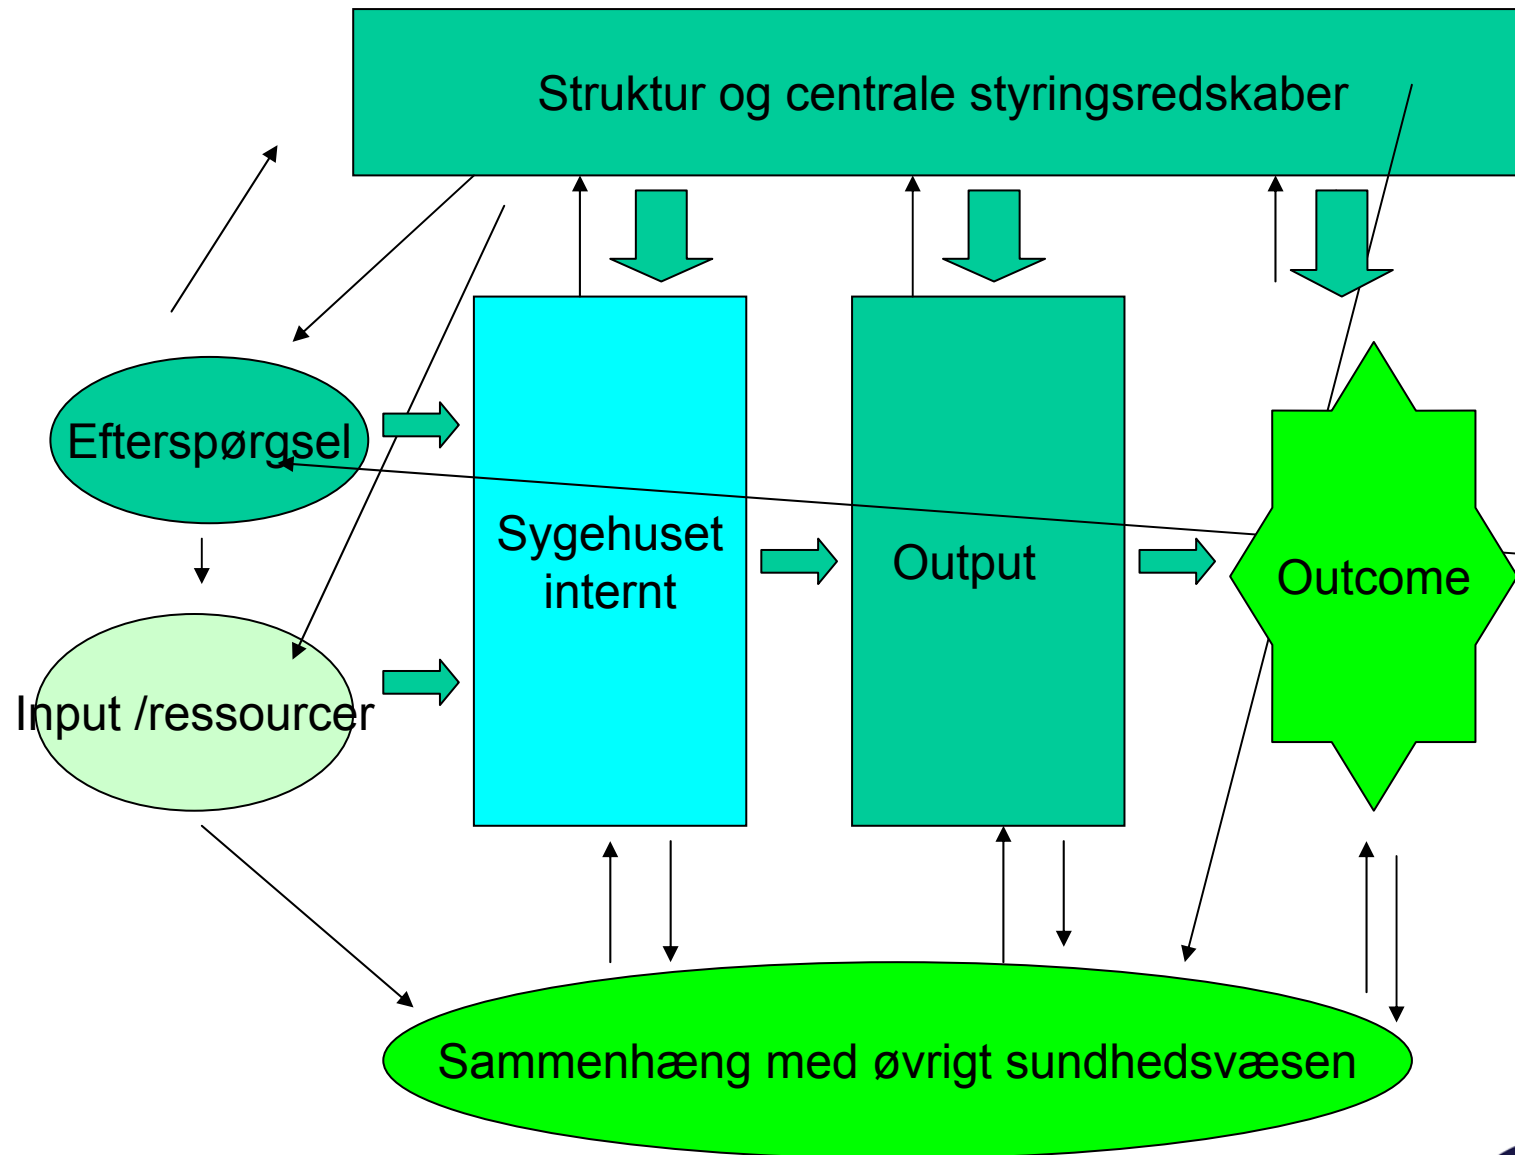 Struktur og centrale styringsredskaber
Efterspørgsel
Sygehuset
internt
Output
Outcome
Input /ressourcer
Sammenhæng med øvrigt sundhedsvæsen